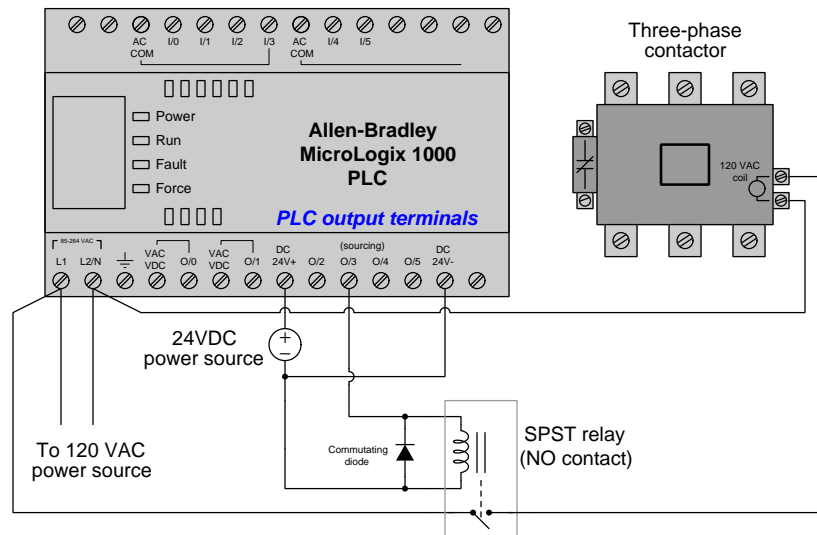 AC
COM
I/0
I/1
I/2
I/3
AC
COM
I/4
I/5
Power
Run
Fault
Force
Allen-Bradley
MicroLogix 1000
PLC
PLC output terminals
85-264 VAC
L1
L2/N
VAC
VDC
O/0
VAC
VDC
O/1
DC
24V+
O/2
(sourcing)
O/3
O/4
O/5
DC
24V-
Three-phase
contactor
120 VAC
coil
24VDC
power source
+
−
To 120 VAC
power source
Commutating
diode
SPST relay
(NO contact)